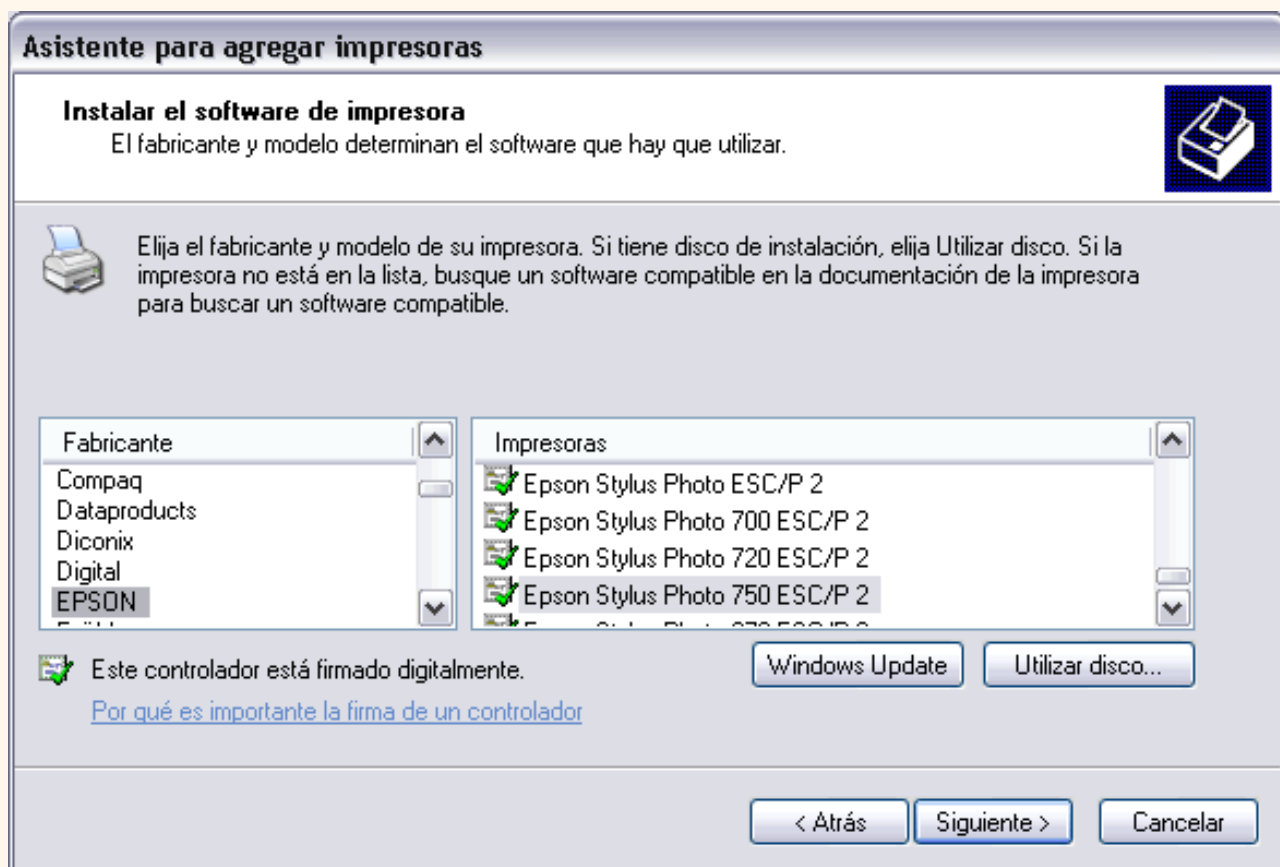 Asistente para agregar impresoras
Instalar el software de impresora
El fabricante y modelo determinan el software que hay que utilizar.
Elija el fabricante y modelo de su impresora. Si tiene disco de instalación, elija Utilizar disco. Si la
impresora no está en la lista, busque un software compatible en la documentación de la impresora
para buscar un software compatible.
Fabricante
Compaq
Dataproducts
Diconix
Digital
EPSON
Impresoras
Epson Stylus Photo ESC/P 2
Epson Stylus Photo 700 ESC/P 2
Epson Stylus Photo 720 ESC/P 2
Epson Stylus Photo 750 ESC/P 2
Este controlador está firmado digitalmente.
Por qué es importante la firma de un controlador
Windows Update
Utilizar disco...
< Atrás
Siguiente >
Cancelar